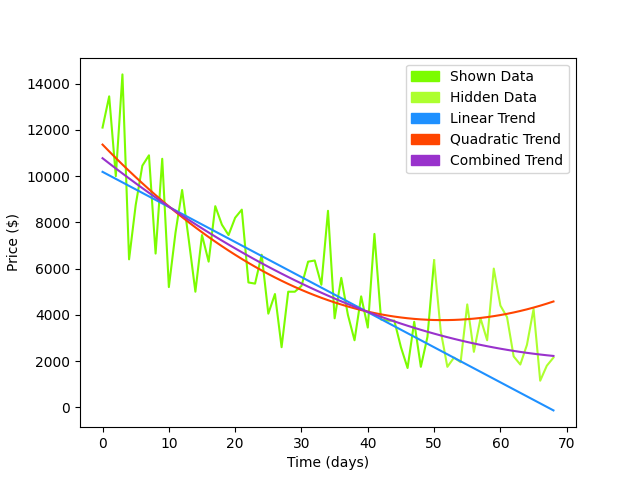 14000
12000
10000
8000
6000
4000
2000
0
Price ($)
0 10 20 30 40 50 60 70
Time (days)
Shown Data
Hidden Data
Linear Trend
Quadratic Trend
Combined Trend